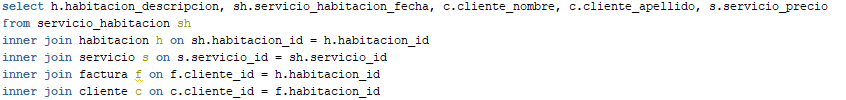 select h.habitacion_descripcion, sh.servicio_habitacion_fecha, c.cliente_nombre, c.cliente_apellido, s.servicio_precio
from servicio_habitacion sh
inner join habitacion h on sh.habitacion_id = h.habitacion_id
inner join servicio s on s.servicio_id = sh.servicio_id
inner join factura f on f.cliente_id = h.habitacion_id
inner join cliente c on c.cliente_id = f.habitacion_id